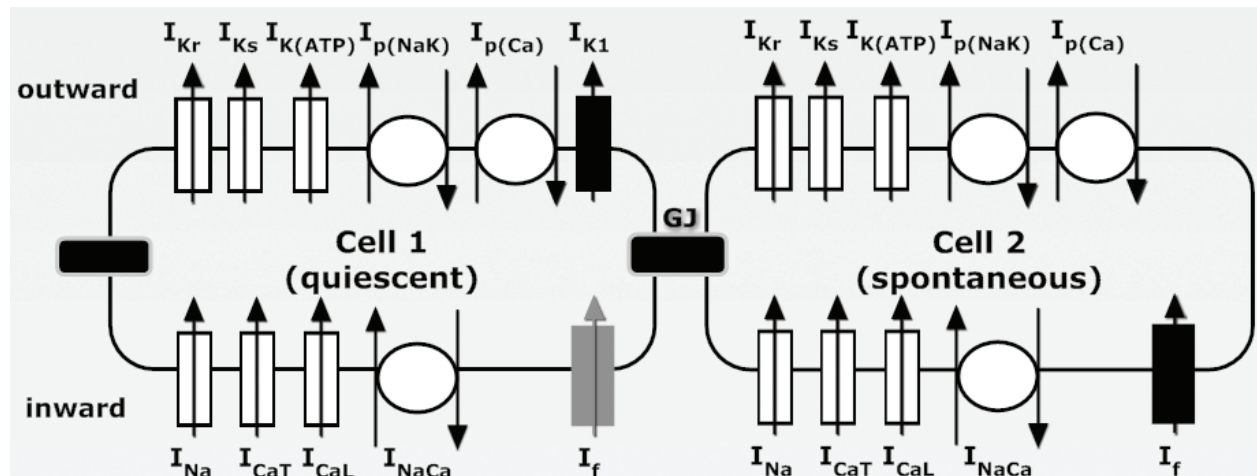 I_Kr I_Ks I_K(ATP) I_p(NaK) I_p(Ca) I_K1 I_Kr I_Ks I_K(ATP) I_p(NaK) I_p(Ca)
outward
GJ
Cell 1 Cell 2
(quiescent) (spontaneous)
inward
I_Na I_CaT I_CaL I_NaCa I_f I_Na I_CaT I_CaL I_NaCa I_f